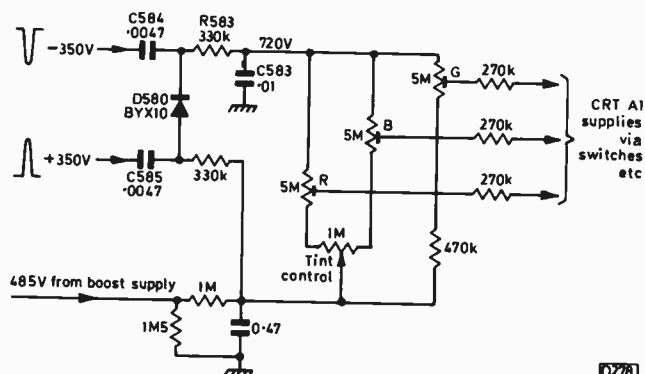 C584
.0047
R583
330k
-350V
720V
C583
.01
D580
BYX10
+350V
C585
.0047
330k
5M
G
270k
5M
B
270k
5M
R
270k
CRT A1
supplies
via
switches
etc
1M
Tint
control
470k
485V from boost supply
1M
1M5
0.47
D278